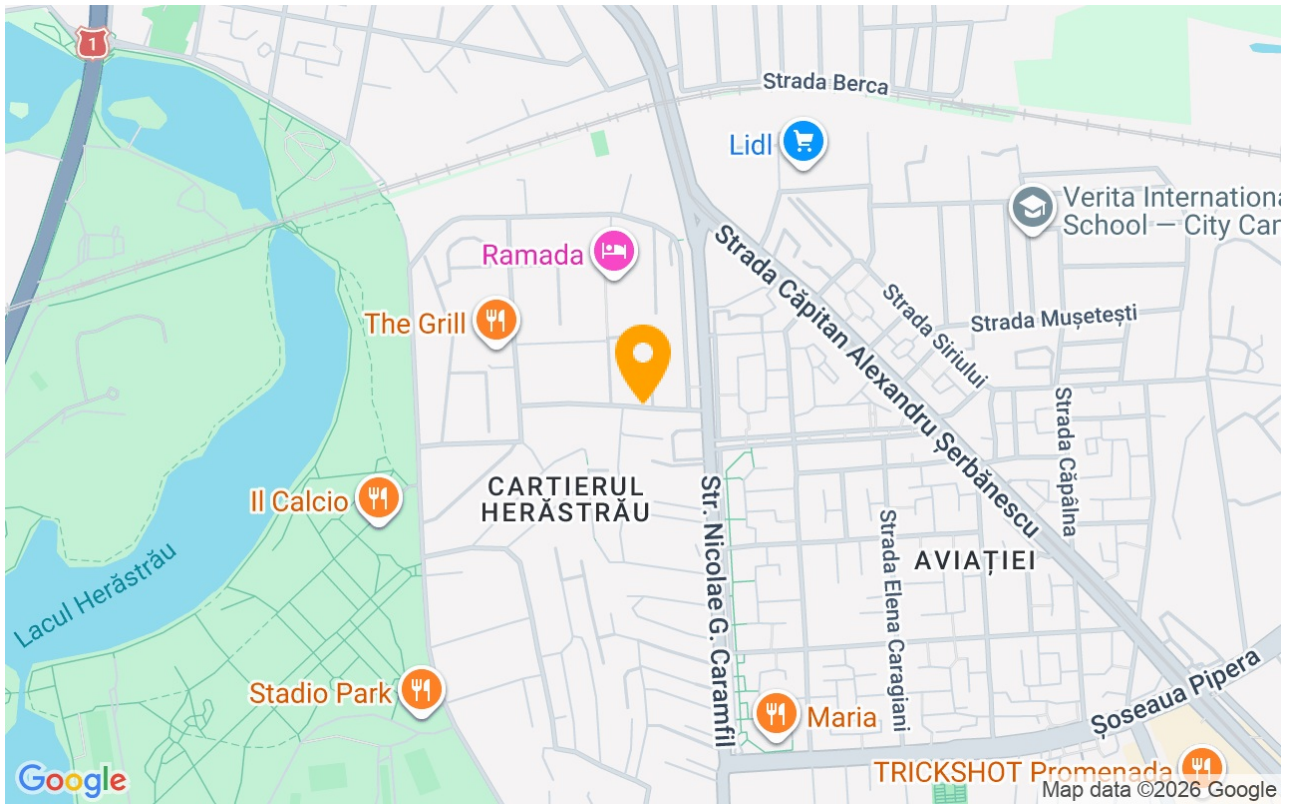 1
Strada Berca
Lidl
Verita Internationa
School — City Car
Ramada
Strada Căpitan Alexandru Șerbănescu
The Grill
Strada Siriului
Strada Mușetești
Strada Căpâlna
CARTIERUL
HERĂSTRĂU
Il Calcio
Str. Nicolae G. Caramfil
Strada Elena Caragiani
AVIAȚIEI
Lacul Herăstrău
Stadio Park
Maria
Șoseaua Pipera
Google
TRICKSHOT Promenada
Map data ©2026 Google